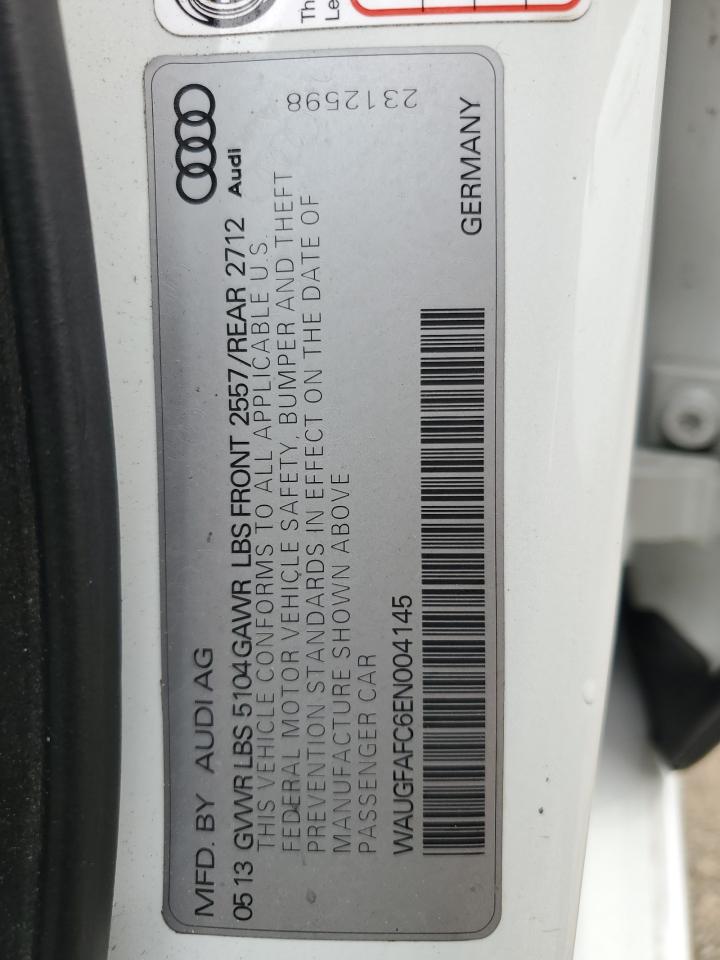 Th
Le
MFD. BY AUDI AG
Audi
05 13 GVWR LBS 5104 GAWR LBS FRONT 2557/REAR 2712
THIS VEHICLE CONFORMS TO ALL APPLICABLE U.S.
FEDERAL MOTOR VEHICLE SAFETY, BUMPER AND THEFT
PREVENTION STANDARDS IN EFFECT ON THE DATE OF
MANUFACTURE SHOWN ABOVE
PASSENGER CAR
2312598
WAUGFAFC6EN004145
GERMANY